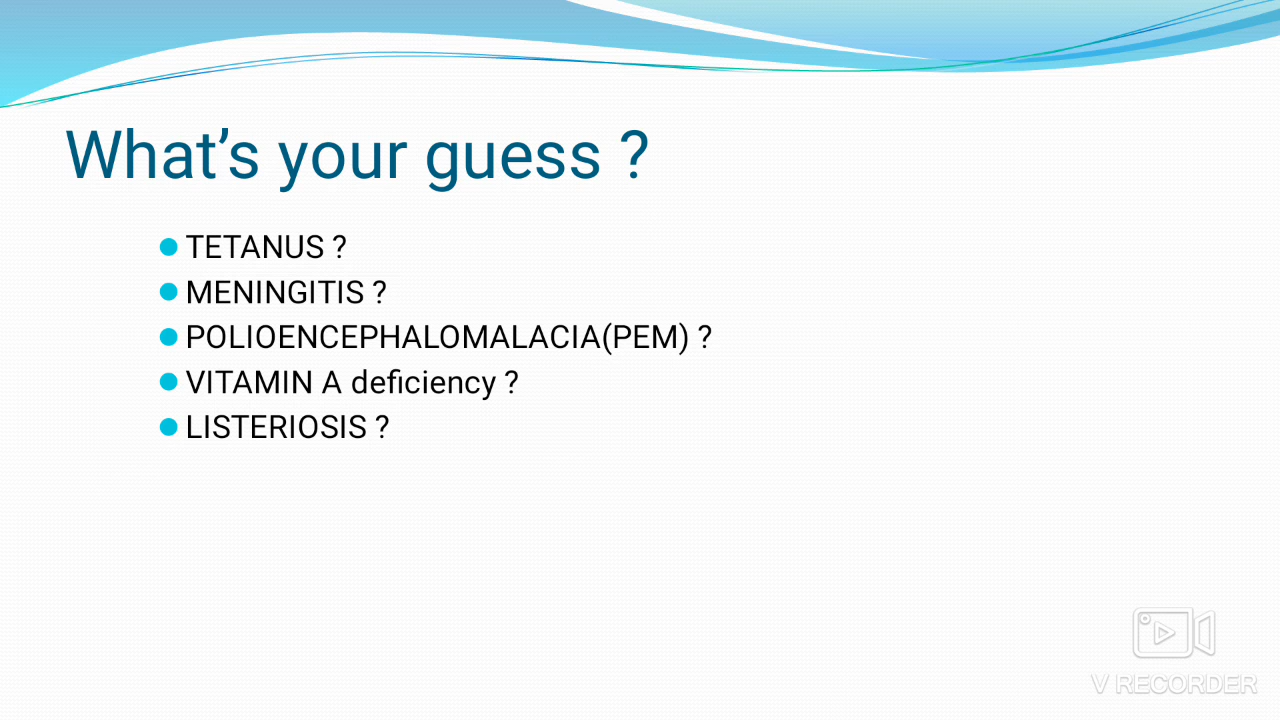 What’s your guess ?
TETANUS ?
MENINGITIS ?
POLIOENCEPHALOMALACIA(PEM) ?
VITAMIN A deficiency ?
LISTERIOSIS ?
V RECORDER